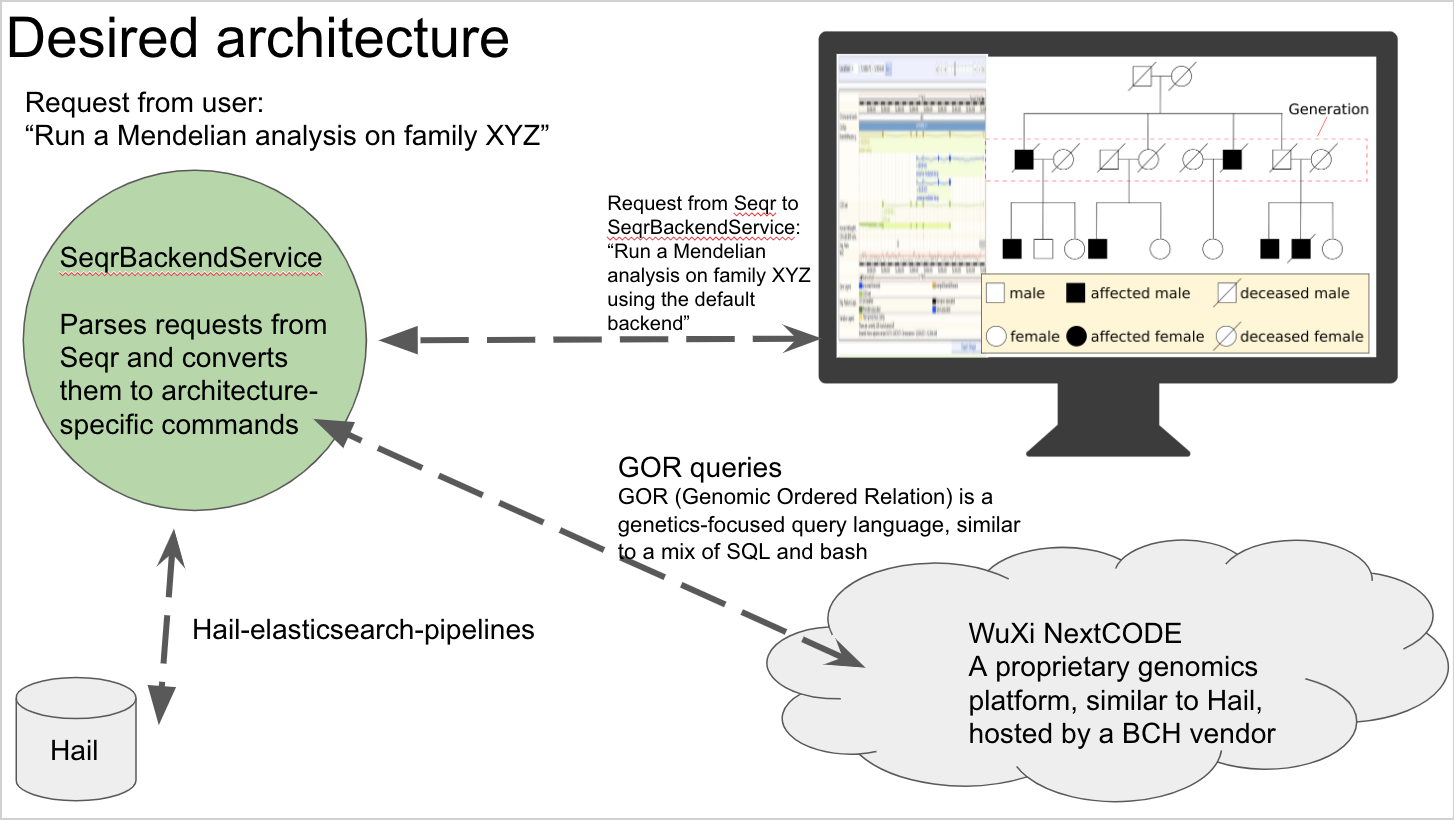 Desired architecture
Request from user:
“Run a Mendelian analysis on family XYZ”
SeqrBackendService
Parses requests from
Seqr and converts
them to architecture-
specific commands
Request from Seqr to
SeqrBackendService:
“Run a Mendelian
analysis on family XYZ
using the default
backend”
Generation
male
affected male
deceased male
female
affected female
deceased female
GOR queries
GOR (Genomic Ordered Relation) is a
genetics-focused query language, similar
to a mix of SQL and bash
Hail-elasticsearch-pipelines
Hail
WuXi NextCODE
A proprietary genomics
platform, similar to Hail,
hosted by a BCH vendor